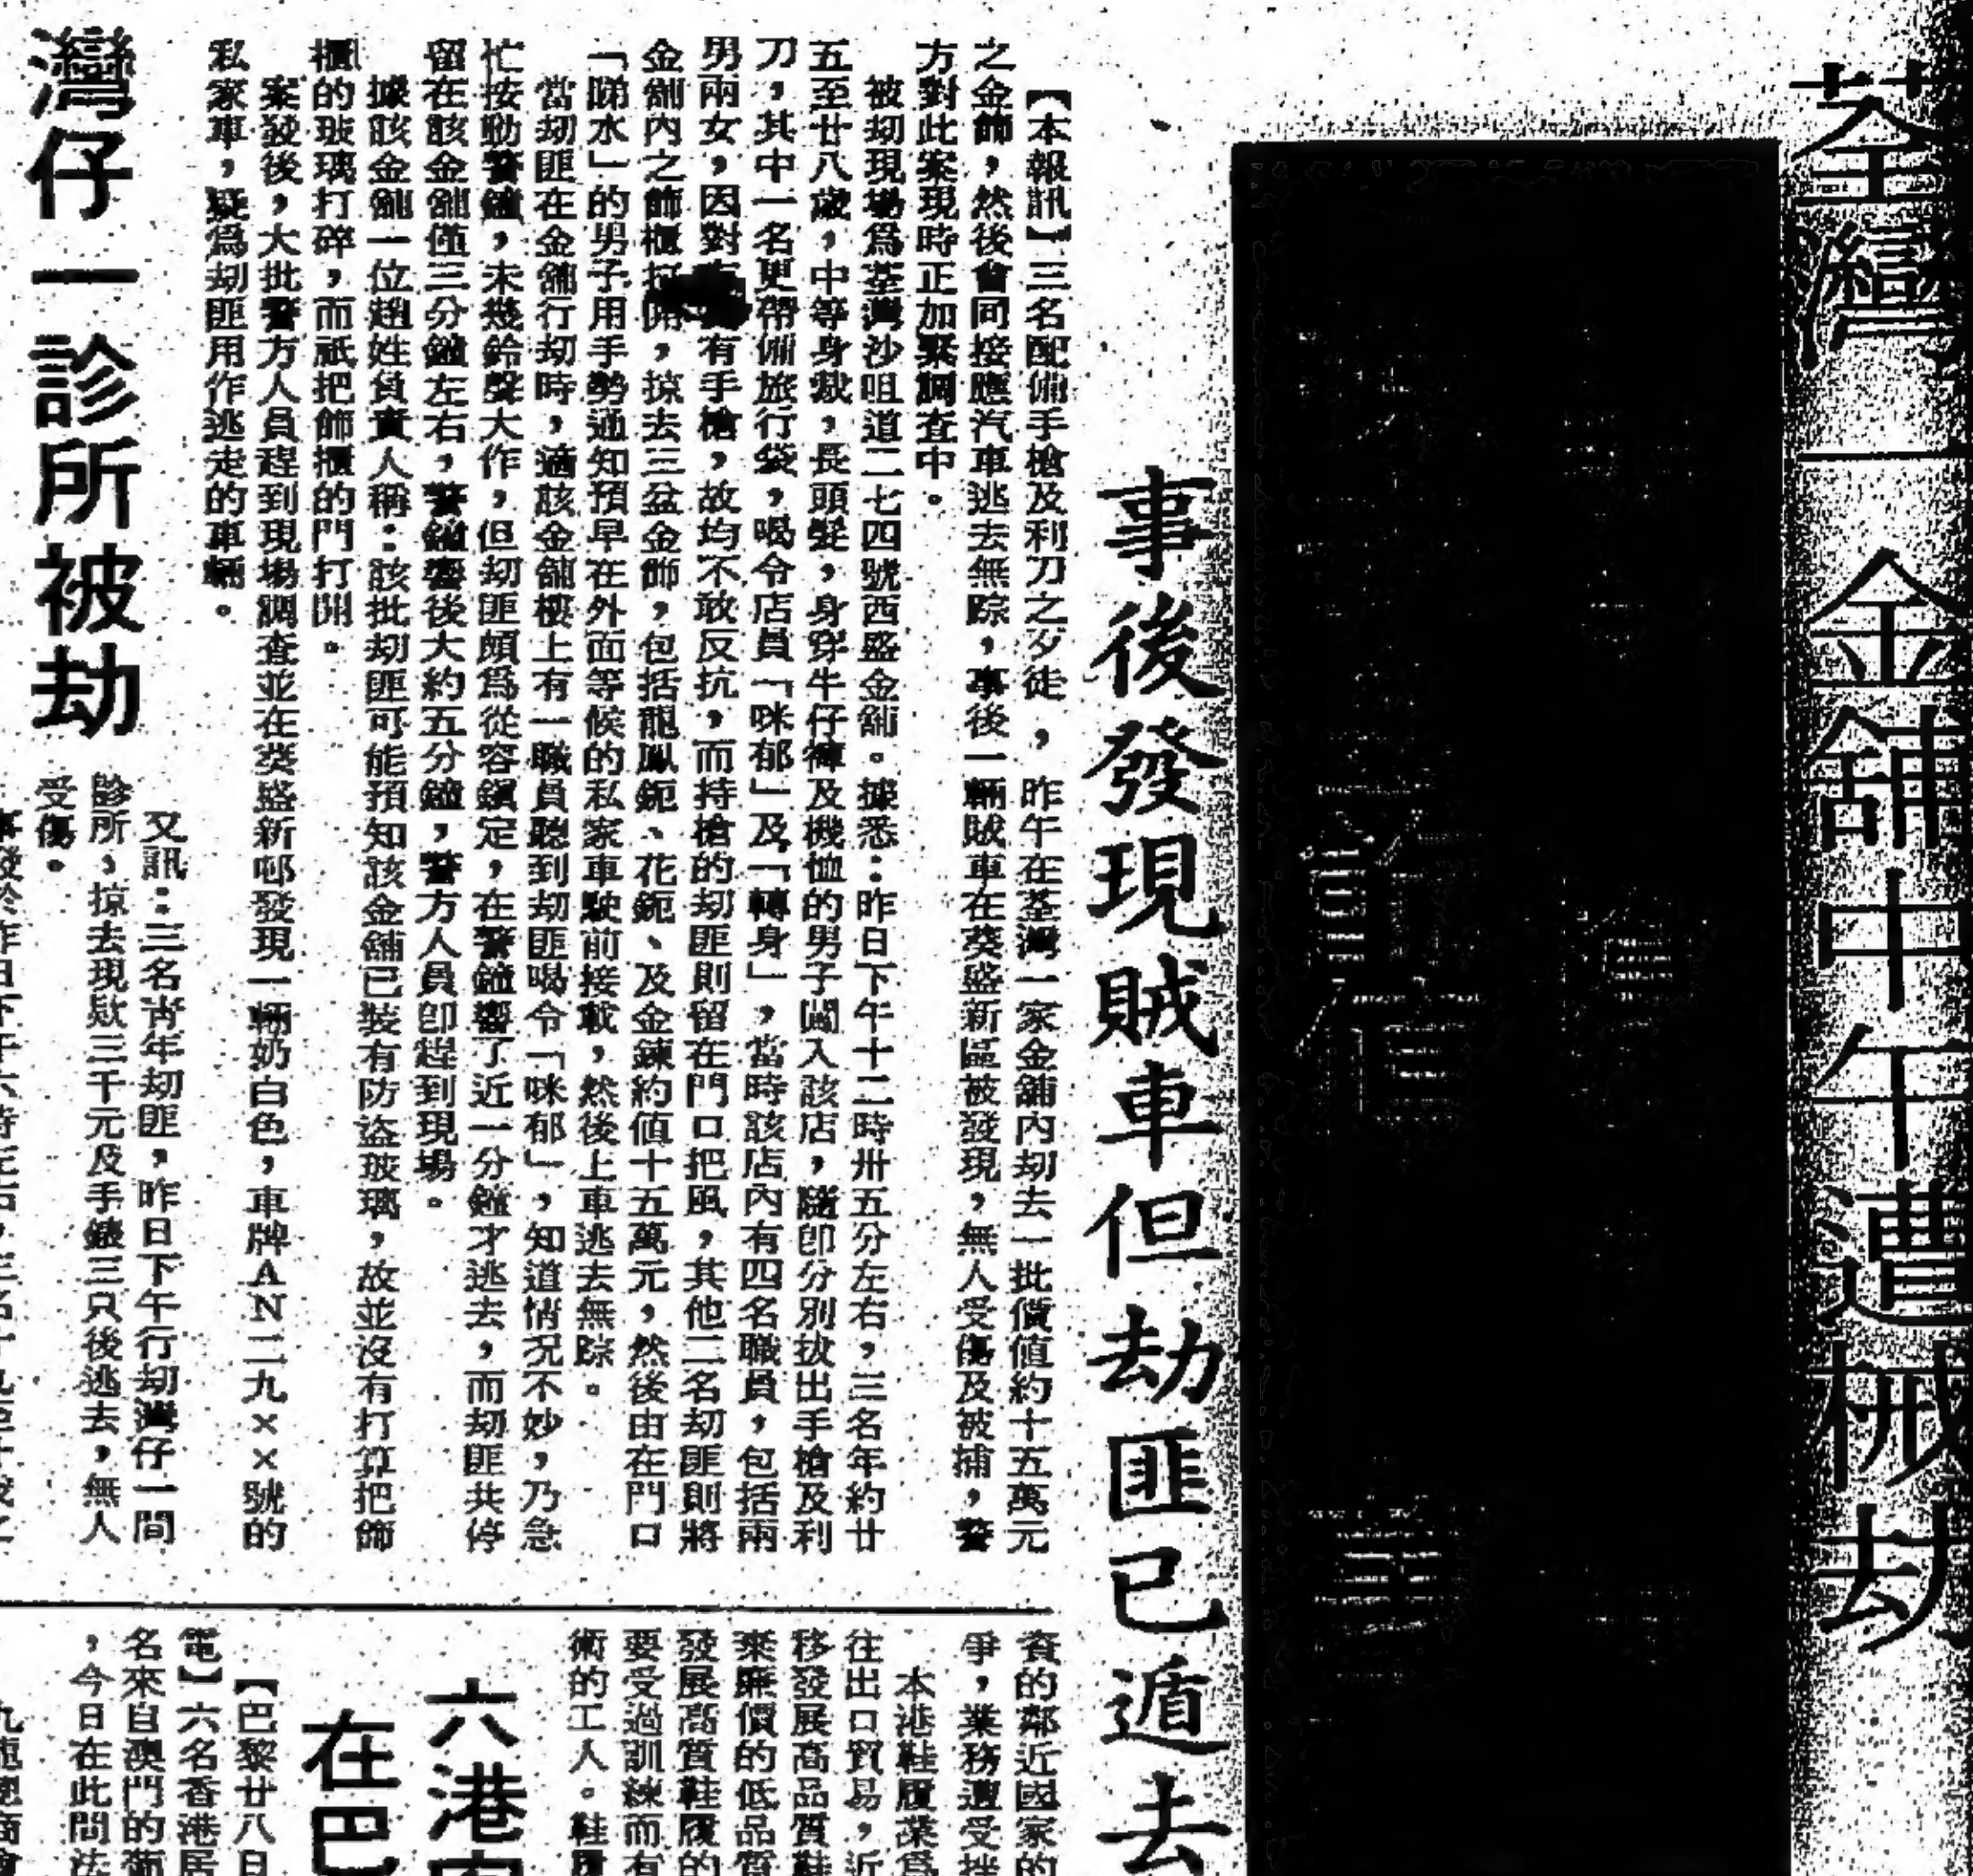 荃灣一金舖中午遭械劫
事後發現賊車但劫匪已遁去
【本報訊】三名配備手槍及利刀之歹徒，昨午在荃灣一家金舖內刧去一批價值約十五萬元
之金飾，然後會同接應汽車逃去無踪，事後一輛賊車在葵盛新區被發現，無人受傷及被捕，警
方對此案現時正加緊調查中。
被刧現場爲荃灣沙咀道二七四號西盛金舖。據悉：昨日下午十二時卅五分左右，三名年約廿
五至廿八歲，中等身裁，長頭髮，身穿牛仔褲及機恤的男子闖入該店，隨卽分別拔出手槍及利
刀，其中一名更帶備旅行袋，喝令店員「咪郁」及「轉身」，當時該店內有四名職員，包括兩
男兩女，因對有手槍，故均不敢反抗，而持槍的刧匪則留在門口把風，其他二名刧匪則將
金舖內之飾櫃，掠去三盆金飾，包括龍鳳鈪、花鈪、及金鍊約值十五萬元，然後由在門口
「睇水」的男子用手勢通知預早在外面等候的私家車駛前接載，然後上車逃去無踪。
當刧匪在金舖行刧時，適該金舖樓上有一職員聽到刧匪喝令「咪郁」，知道情况不妙，乃急
忙按動警鐘，未幾鈴聲大作，但刧匪頗爲從容鎭定，在警鐘響了近一分鐘才逃去，而刧匪共停
留在該金舖僅三分鐘左右，警鐘響後大約五分鐘，警方人員卽趕到現場。
據該金舖一位趙姓負責人稱：該批刧匪可能預知該金舖已裝有防盜玻璃，故並沒有打算把飾
櫃的玻璃打碎，而祇把飾櫃的門打開。
案發後，大批警方人員趕到現場調查並在葵盛新邨發現一輛奶白色，車牌ＡＮ二九××號的
私家車，疑爲刧匪用作逃走的車輛。
灣仔一診所被劫
又訊：三名靑年刧匪，昨日下午行刧灣仔一間
診所，掠去現欵三千元及手錶三只後逃去，無人
受傷。
資的鄰近國家的
爭，業務遭受挫
本港鞋履業爲
往出口貿易，近
移發展高品質鞋
來廉價的低品質
發展高質鞋履的
要受過訓練而有
術的工人。鞋
六港
在巴
【巴黎廿八日
電】六名香港居
名來自澳門的葡
，今日在此間法